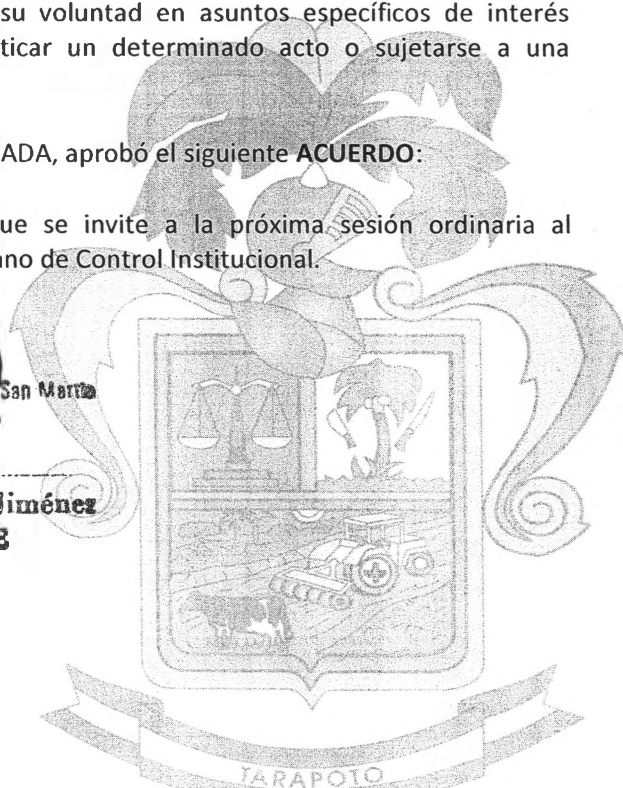 su voluntad en asuntos específicos de interés
ticar un determinado acto o sujetarse a una
ADA, aprobó el siguiente ACUERDO:
ue se invite a la próxima sesión ordinaria al
ano de Control Institucional.
San Martín
Jiménez
TARAPOTO